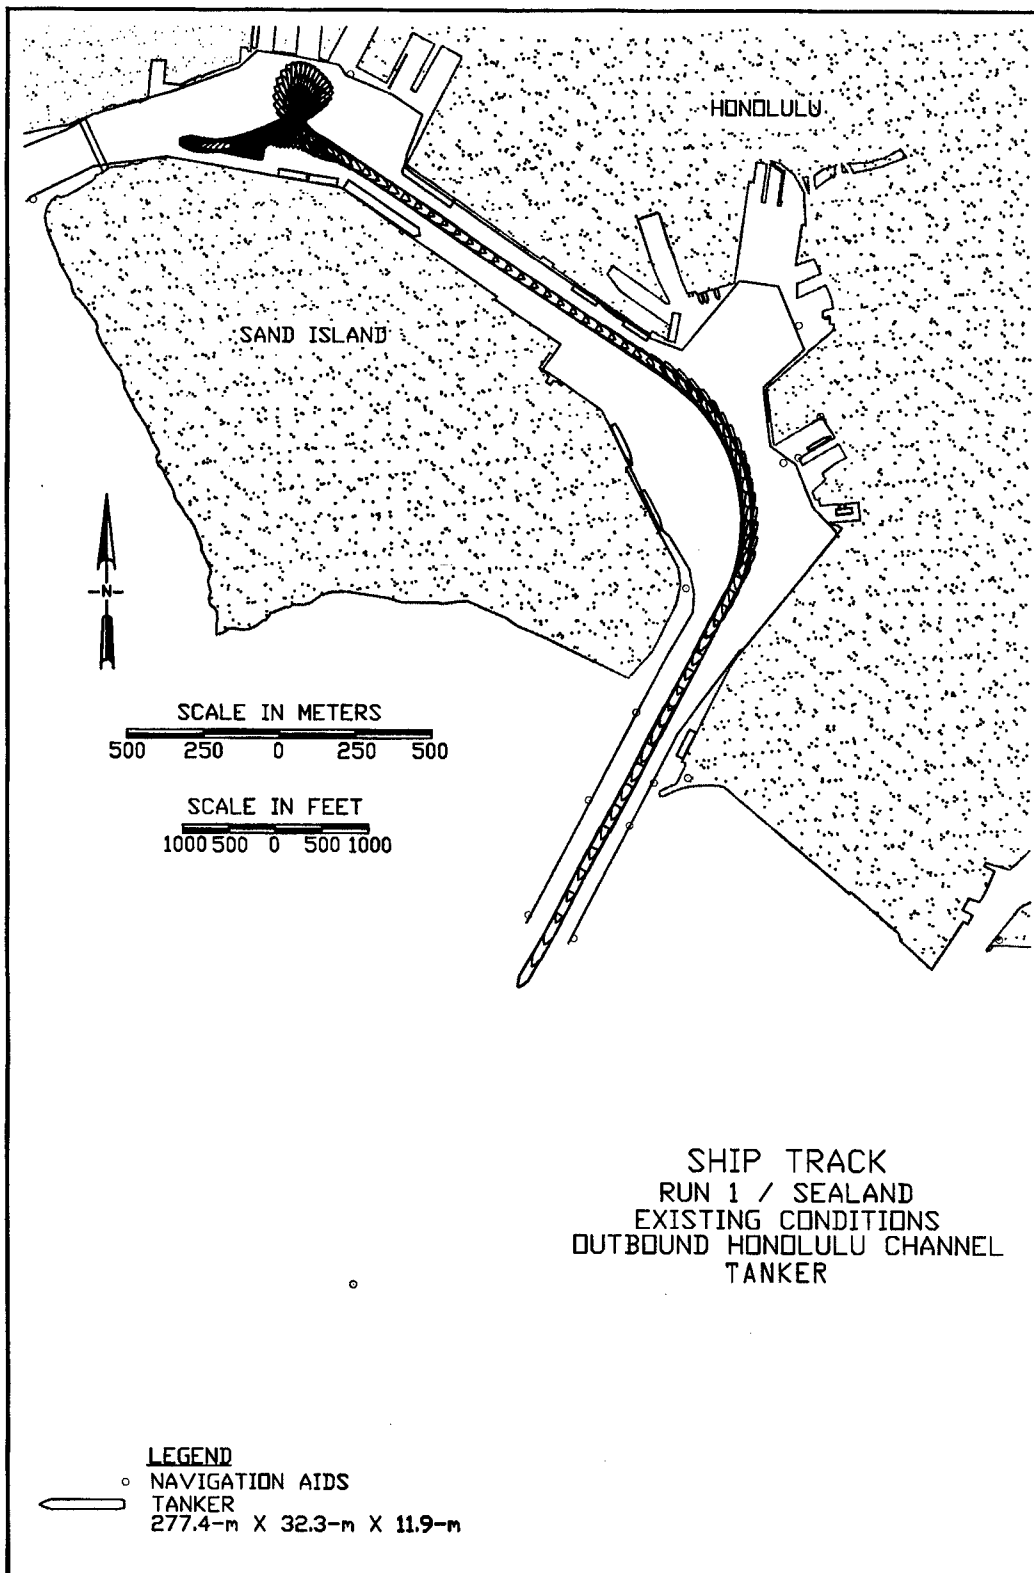 HONOLULU
SAND ISLAND
N
SCALE IN METERS
500 250 0 250 500
SCALE IN FEET
1000 500 0 500 1000
SHIP TRACK
RUN 1 / SEALAND
EXISTING CONDITIONS
OUTBOUND HONOLULU CHANNEL
TANKER
LEGEND
NAVIGATION AIDS
TANKER
277.4-m X 32.3-m X 11.9-m